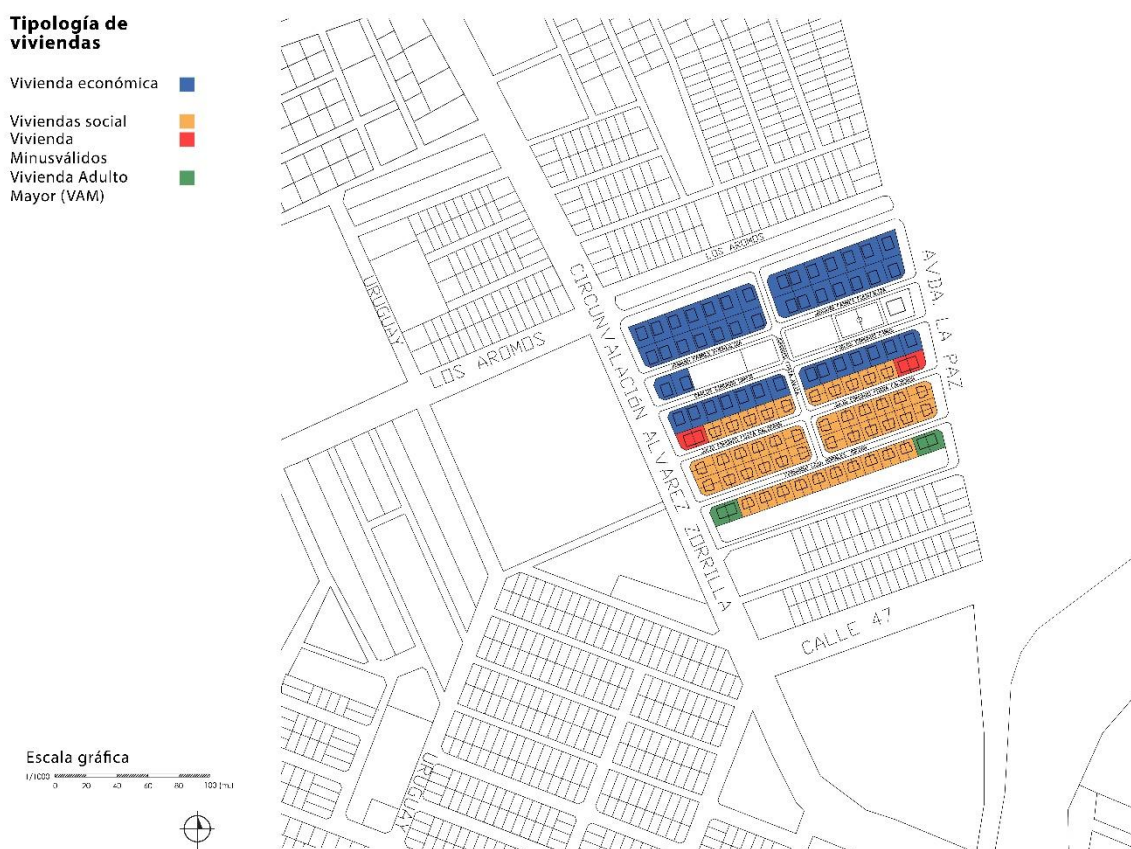 Tipología de
viviendas
Vivienda económica
Viviendas social
Vivienda
Minusválidos
Vivienda Adulto
Mayor (VAM)
LOS AROMOS
AVDA LA PAZ
CIRCUNVALACION ALVAREZ ZORRILLA
URUGUAY
LOS AROMOS
CALLE 47
URUGUAY
Escala gráfica
1/1000
0 20 40 60 80 100 (m.)